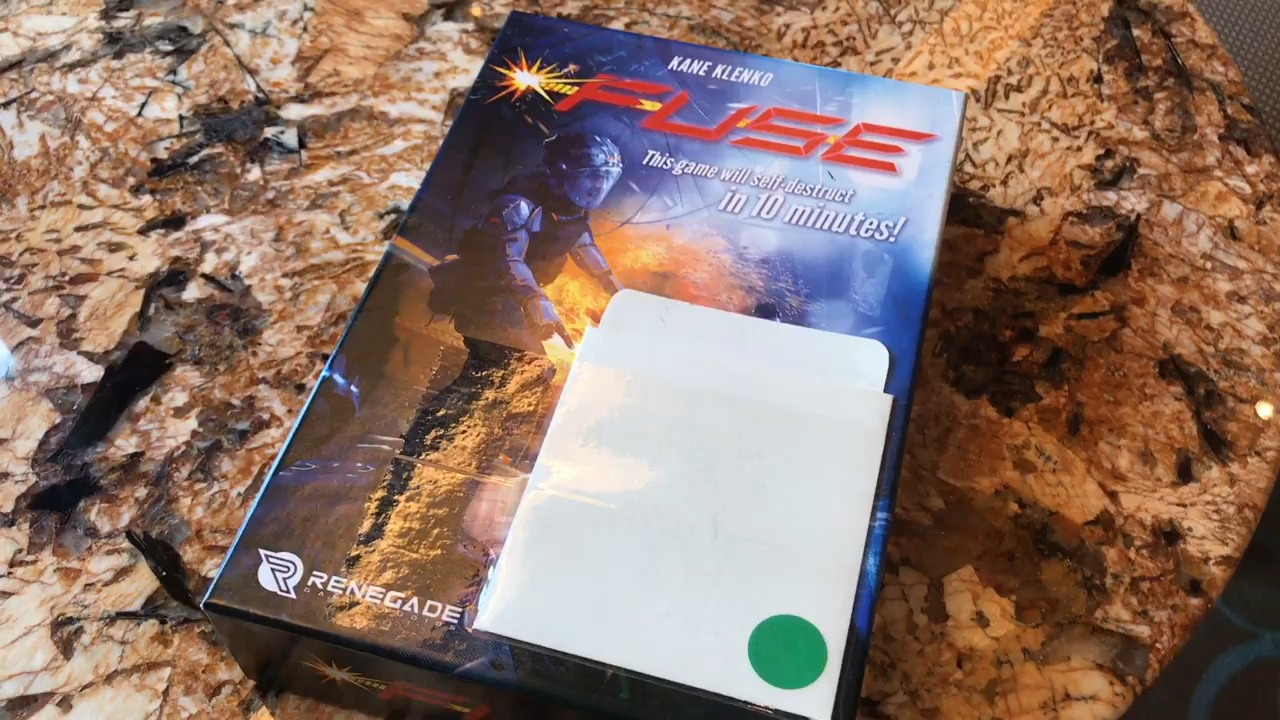 KANE KLENKO
FUSE
This game will self-destruct
in 10 minutes!
RENEGADE